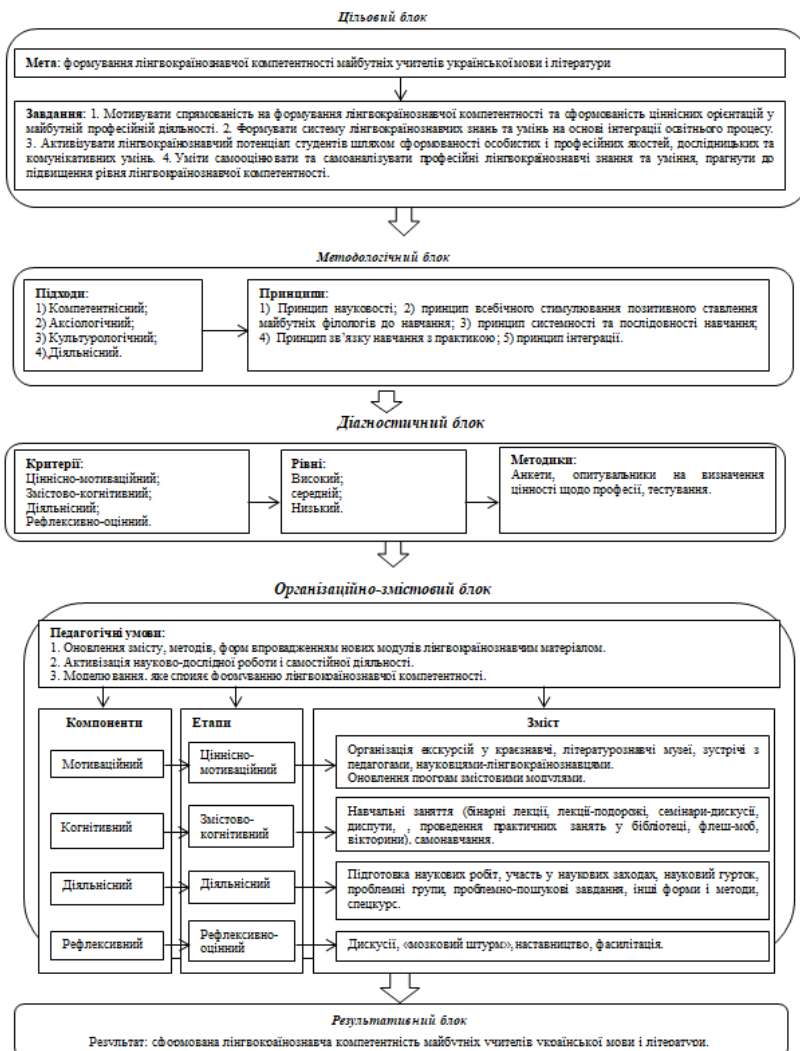 Цільовий блок
Мета: формування лінгвокраїнознавчої компетентності майбутніх учителів української мови і літератури
Завдання: 1. Мотивувати спрямованість на формування лінгвокраїнознавчої компетентності та сформованість ціннісних орієнтацій у
майбутній професійній діяльності. 2. Формувати систему лінгвокраїнознавчих знань та умінь на основі інтеграції освітнього процесу.
3. Активізувати лінгвокраїнознавчий потенціал студентів шляхом сформованості особистих і професійних якостей, дослідницьких та
комунікативних умінь. 4. Уміти самооцінювати та самоаналізувати професійні лінгвокраїнознавчі знання та уміння, прагнути до
підвищення рівня лінгвокраїнознавчої компетентності.
Методологічний блок
Підходи:
1) Компетентнісний;
2) Аксіологічний;
3) Культурологічний;
4) Діяльнісний.
Принципи:
1) Принцип науковості; 2) принцип всебічного стимулювання позитивного ставлення
майбутніх філологів до навчання; 3) принцип системності та послідовності навчання;
4) Принцип зв’язку навчання з практикою; 5) принцип інтеграції.
Діагностичний блок
Критерії:
Ціннісно-мотиваційний;
Змістово-когнітивний;
Діяльнісний;
Рефлексивно-оцінний.
Рівні:
Високий;
середній;
Низький.
Методики:
Анкети, опитувальники на визначення
цінності щодо професії, тестування.
Організаційно-змістовий блок
Педагогічні умови:
1. Оновлення змісту, методів, форм впровадженням нових модулів лінгвокраїнознавчим матеріалом.
2. Активізація науково-дослідної роботи і самостійної діяльності.
3. Моделювання, яке сприяє формуванню лінгвокраїнознавчої компетентності.
Компоненти
Етапи
Зміст
Мотиваційний
Ціннісно-
мотиваційний
Організація екскурсій у краєзнавчі, літературознавчі музеї, зустрічі з
педагогами, науковцями-лінгвокраїнознавцями.
Оновлення програм змістовими модулями.
Когнітивний
Змістово-
когнітивний
Навчальні заняття (бінарні лекції, лекції-подорожі, семінари-дискусії,
диспути, , проведення практичних занять у бібліотеці, флеш-моб,
вікторини), самонавчання.
Діяльнісний
Діяльнісний
Підготовка наукових робіт, участь у наукових заходах, науковий гурток,
проблемні групи, проблемно-пошукові завдання, інші форми і методи,
спецкурс.
Рефлексивний
Рефлексивно-
оцінний
Дискусії, «мозковий штурм», наставництво, фасилітація.
Результативний блок
Результат: сформована лінгвокраїнознавча компетентність майбутніх учителів української мови і літератури.